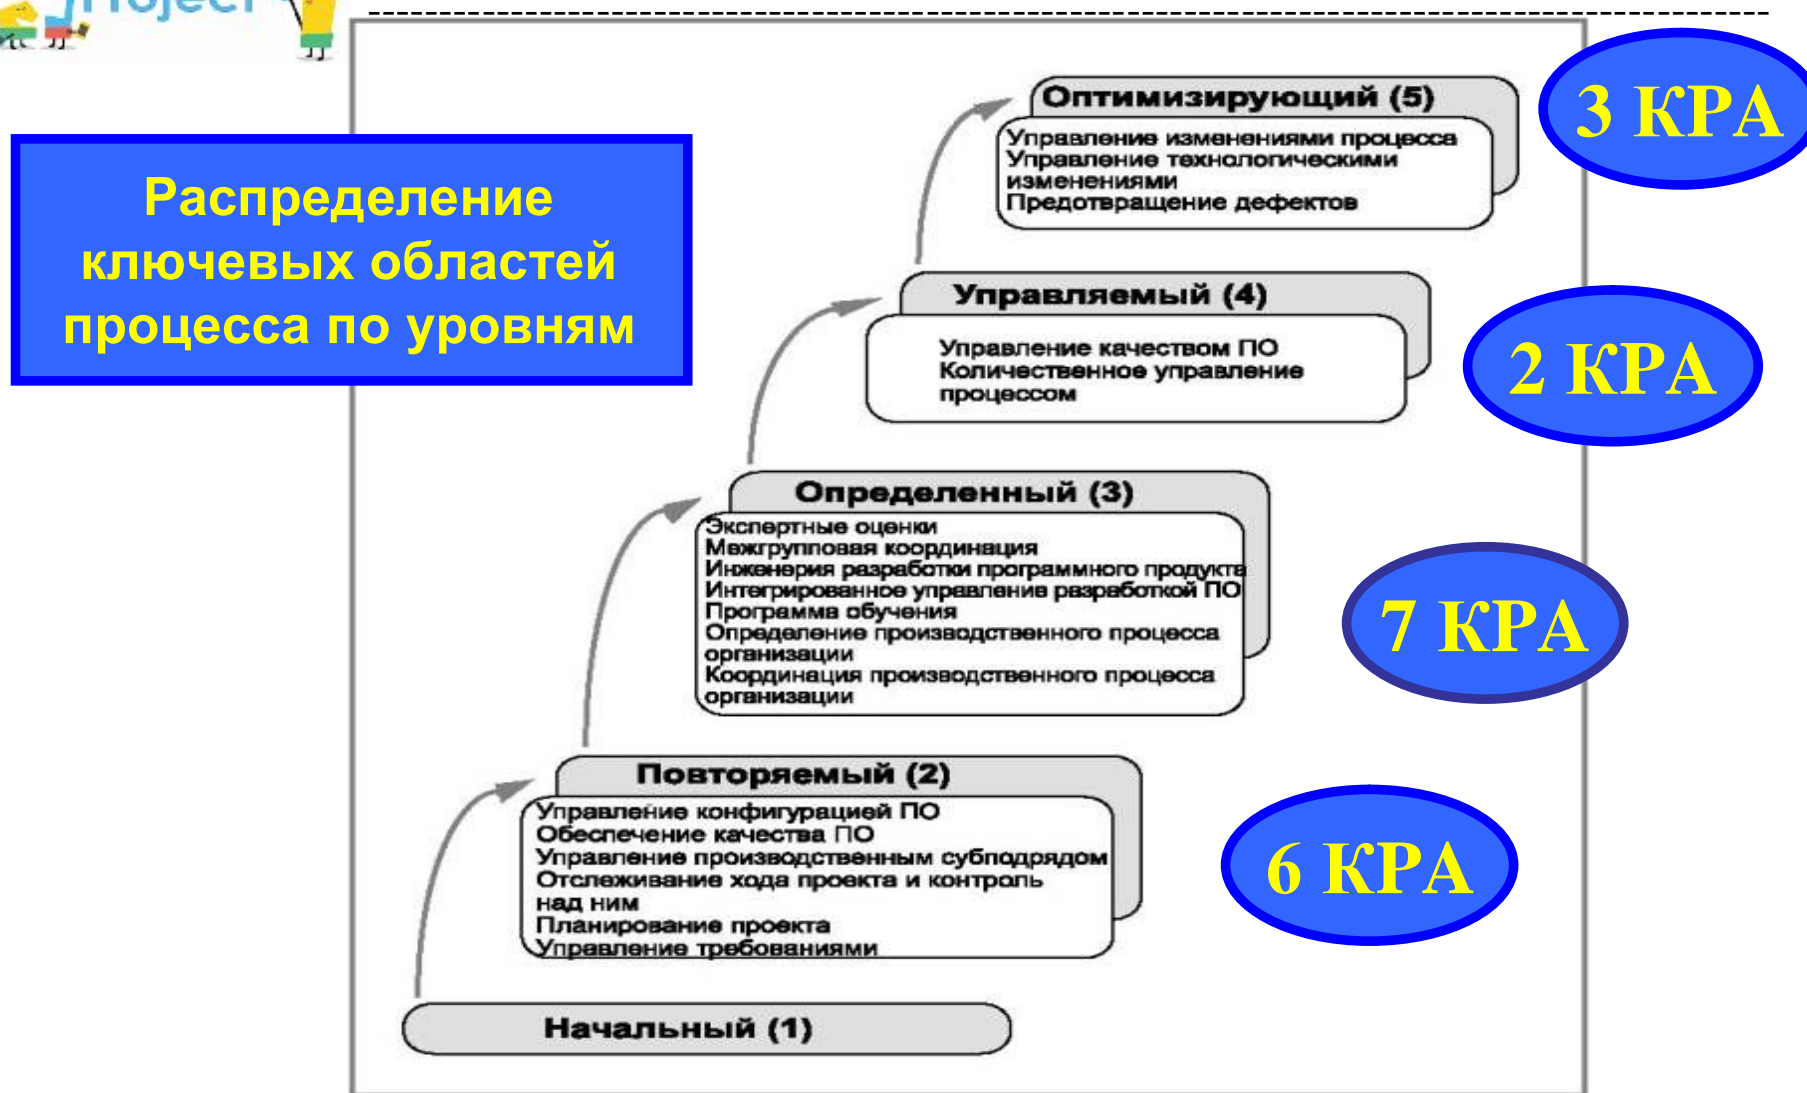 Project
Распределение
ключевых областей
процесса по уровням
Оптимизирующий (5)
Управление изменениями процесса
Управление технологическими
изменениями
Предотвращение дефектов
3 КРА
Управляемый (4)
Управление качеством ПО
Количественное управление
процессом
2 КРА
Определенный (3)
Экспертные оценки
Межгрупповая координация
Инженерия разработки программного продукта
Интегрированное управление разработкой ПО
Программа обучения
Определение производственного процесса
организации
Координация производственного процесса
организации
7 КРА
Повторяемый (2)
Управление конфигурацией ПО
Обеспечение качества ПО
Управление производственным субподрядом
Отслеживание хода проекта и контроль
над ним
Планирование проекта
Управление требованиями
6 КРА
Начальный (1)